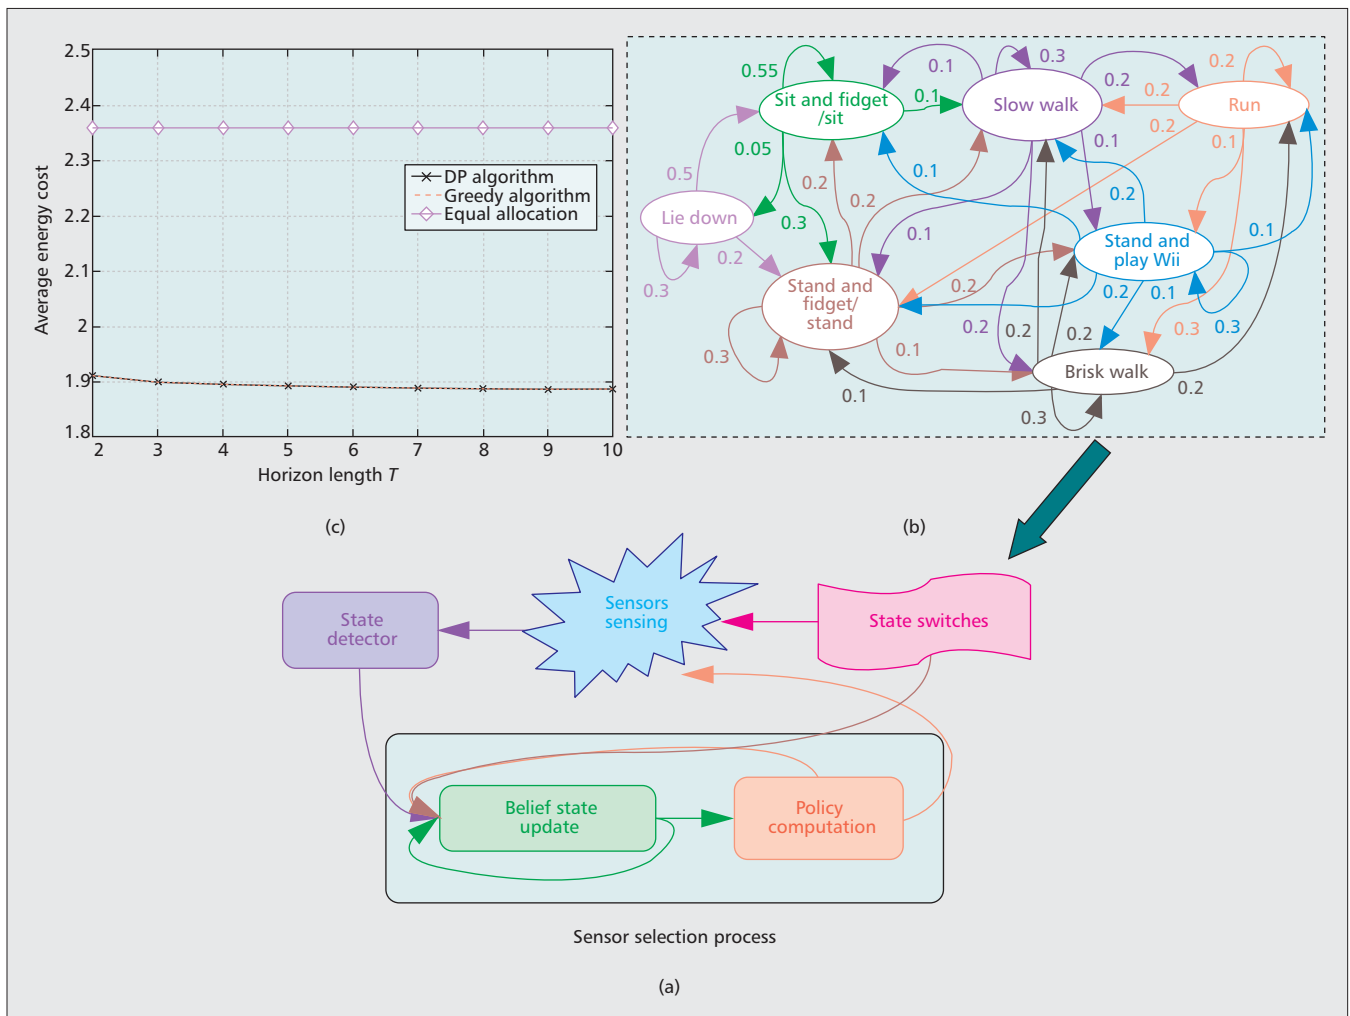 2.5
2.4
2.3
2.2
2.1
2
1.9
1.8
Average energy cost
DP algorithm
Greedy algorithm
Equal allocation
2 3 4 5 6 7 8 9 10
Horizon length T
(c)
0.55
0.1
0.3
0.2
0.2
Sit and fidget
/sit
0.1
Slow walk
0.2
Run
0.05
0.2
0.1
0.1
0.5
0.2
0.1
0.2
0.2
Lie down
0.3
0.1
0.2
0.1
Stand and
play Wii
0.3
0.2
Stand and
fidget/
stand
0.2
0.2
0.1
0.3
0.3
0.2
0.2
0.2
0.3
0.1
Brisk walk
0.2
0.1
0.3
(b)
Sensors
sensing
State
detector
State switches
Belief state
update
Policy
computation
Sensor selection process
(a)